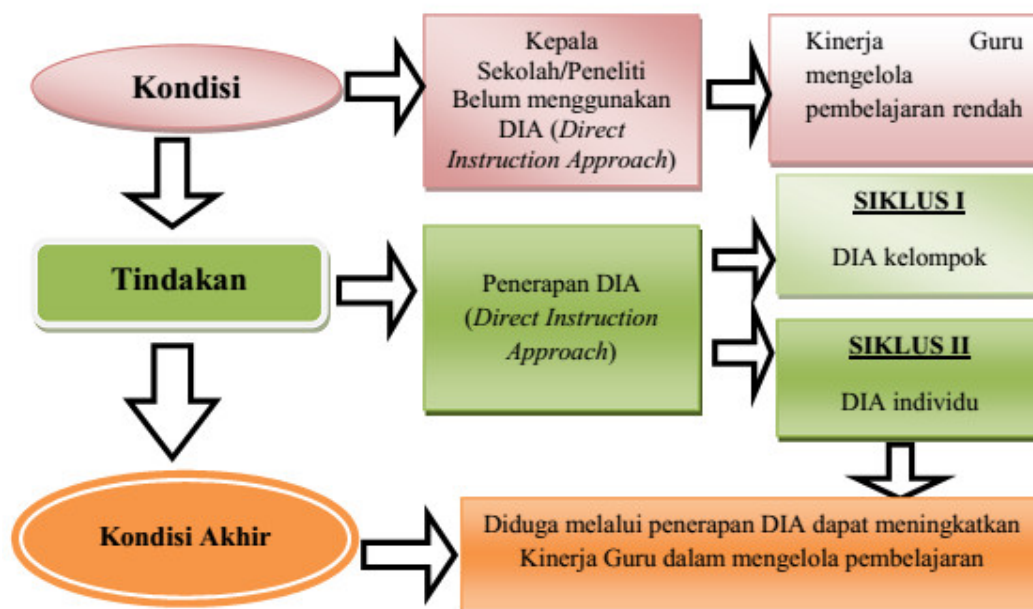 Kondisi
Kepala
Sekolah/Peneliti
Belum menggunakan
DIA (Direct
Instruction Approach)
Kinerja Guru
mengelola
pembelajaran rendah
Tindakan
Penerapan DIA
(Direct Instruction
Approach)
SIKLUS I
DIA kelompok
SIKLUS II
DIA individu
Kondisi Akhir
Diduga melalui penerapan DIA dapat meningkatkan
Kinerja Guru dalam mengelola pembelajaran